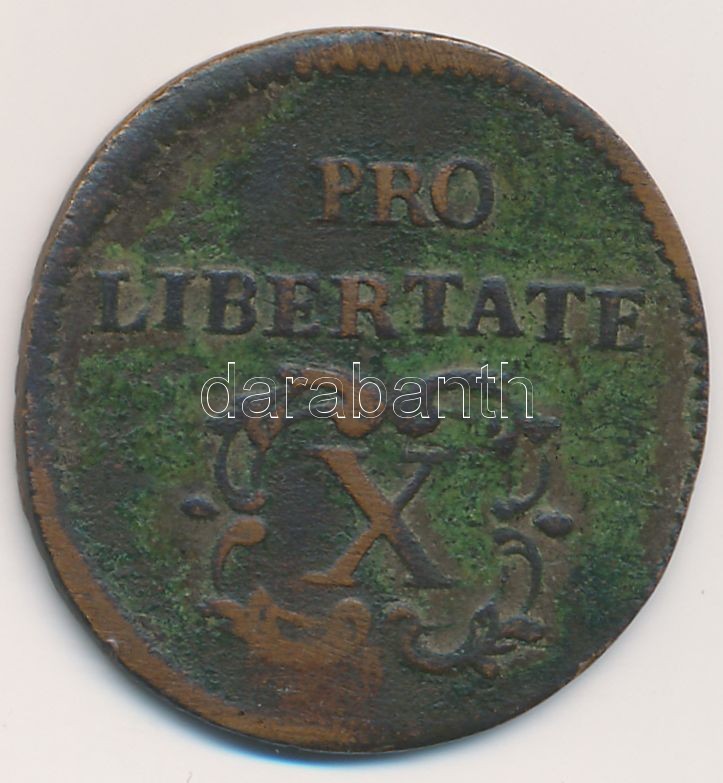 PRO
LIBERTATE
darabanth
X